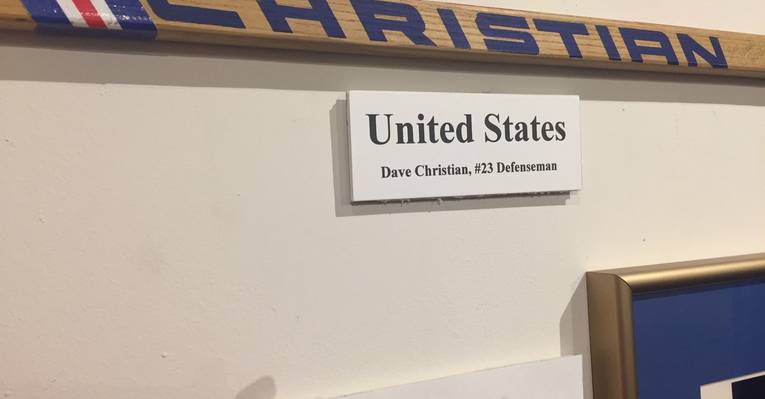 CHRISTIAN
United States
Dave Christian, #23 Defenseman